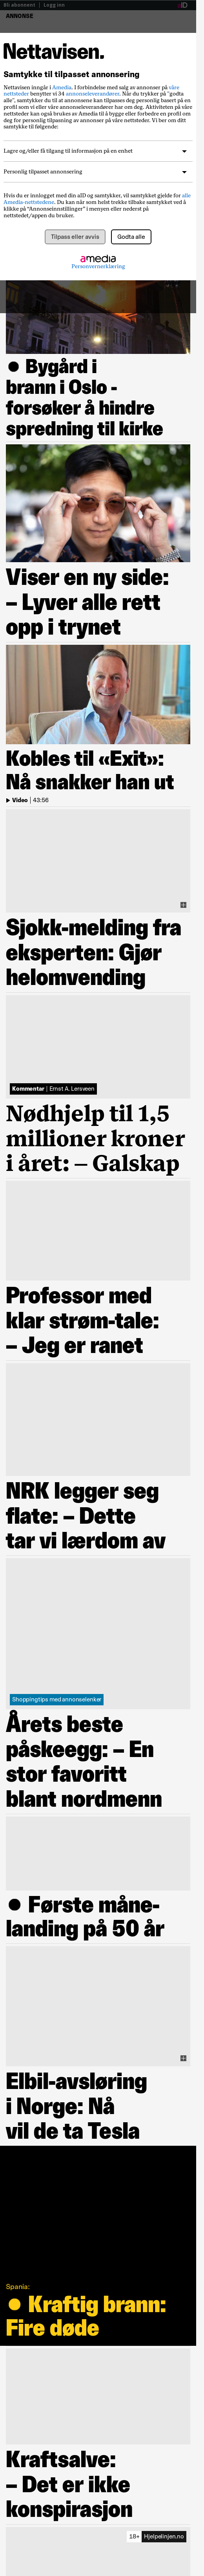 Bli abonnent | Logg inn
aID
ANNONSE
Nettavisen.
Samtykke til tilpasset annonsering
Nettavisen inngår i Amedia. I forbindelse med salg av annonser på våre
nettsteder benytter vi 34 annonseleverandører. Når du trykker på "godta
alle", samtykker du til at annonsene kan tilpasses deg personlig basert på din
profil som brukere av våre annonseleverandører. Aktiviteten din på våre
nettsteder kan også brukes av Amedia til å bygge eller forbedre en profil om
deg for personlig tilpasning av annonser på våre nettsteder. Vi ber om ditt
samtykke til følgende:
Lagre og/eller få tilgang til informasjon på en enhet
Personlig tilpasset annonsering
Hvis du er innlogget med din aID og samtykker, vil samtykket gjelde for alle
Amedia-nettstedene. Du kan når som helst trekke tilbake samtykket ved å
klikke på "Annonseinnstillinger" i menyen eller nederst på
nettstedet/appen du bruker.
Tilpass eller avvis
Godta alle
amedia
Personvernerklæring
Bygård i
brann i Oslo -
forsøker å hindre
spredning til kirke
Viser en ny side:
– Lyver alle rett
opp i trynet
Kobles til «Exit»:
Nå snakker han ut
Video | 43:56
Sjokk-melding fra
eksperten: Gjør
helomvending
Kommentar | Ernst A. Lersveen
Nødhjelp til 1,5
millioner kroner
i året: – Galskap
Professor med
klar strøm-tale:
– Jeg er ranet
NRK legger seg
flate: – Dette
tar vi lærdom av
Shoppingtips med annonselenker
Årets beste
påskeegg: – En
stor favoritt
blant nordmenn
Første måne-
landing på 50 år
Elbil-avsløring
i Norge: Nå
vil de ta Tesla
Spania:
Kraftig brann:
Fire døde
Kraftsalve:
– Det er ikke
konspirasjon
18+ Hjelpelinjen.no